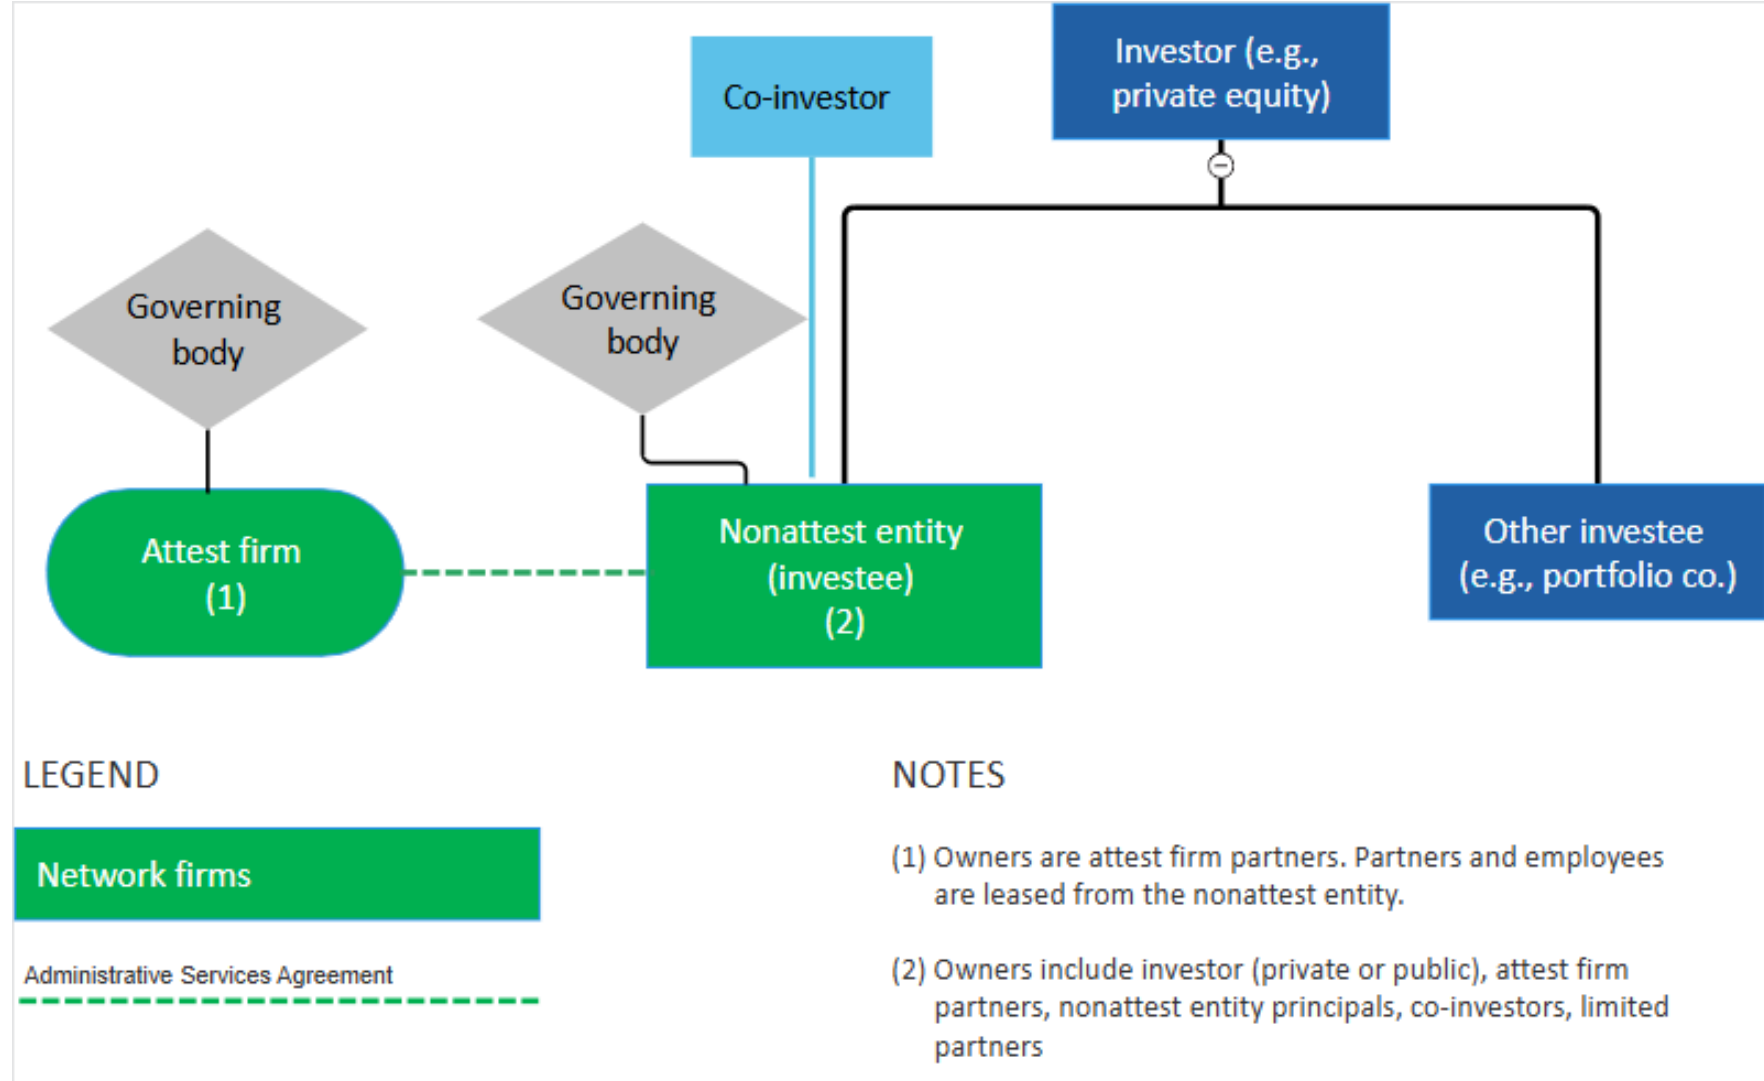 Investor (e.g.,
private equity)
Co-investor
Governing
body
Governing
body
Attest firm
(1)
Nonattest entity
(investee)
(2)
Other investee
(e.g., portfolio co.)
LEGEND
Network firms
Administrative Services Agreement
NOTES
(1) Owners are attest firm partners. Partners and employees
are leased from the nonattest entity.
(2) Owners include investor (private or public), attest firm
partners, nonattest entity principals, co-investors, limited
partners